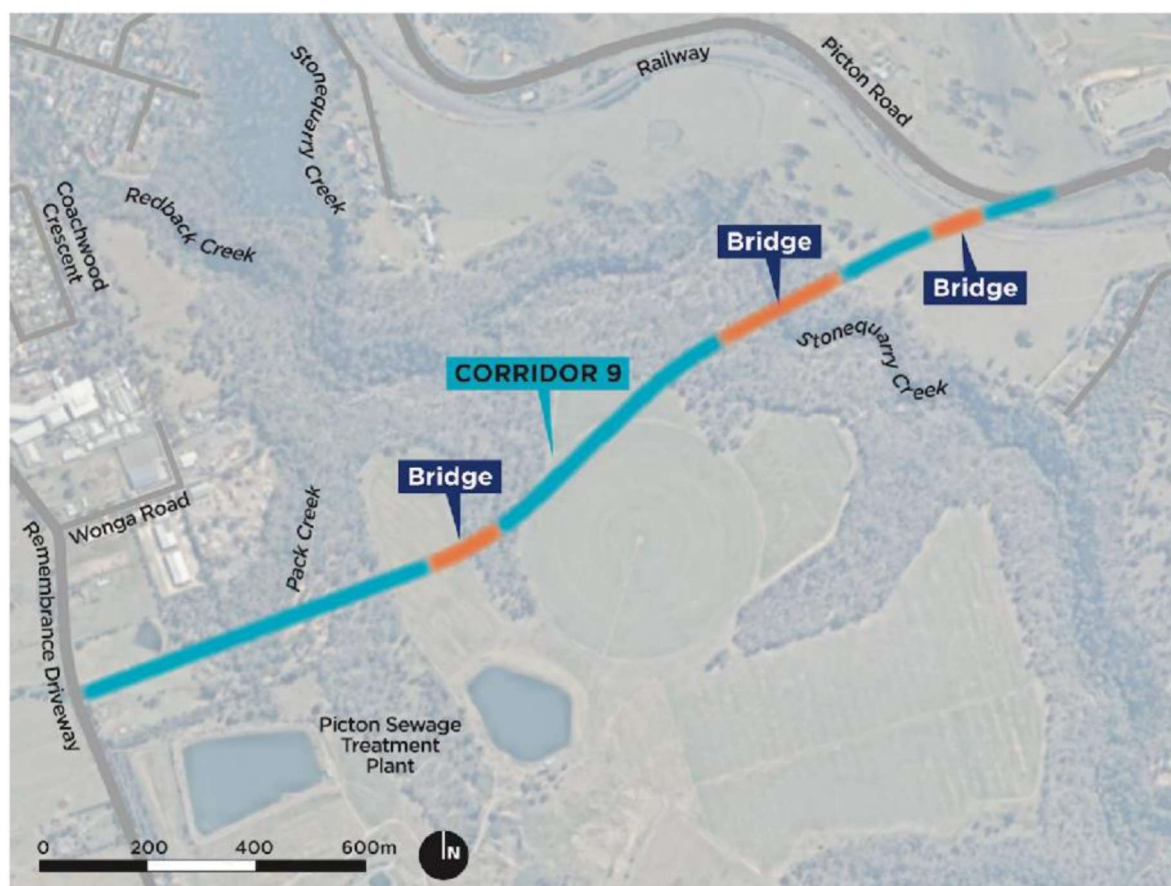 Stonequarry Creek
Railway
Picton Road
Coachwood
Crescent
Redback Creek
Bridge
Bridge
Stonequarry Creek
CORRIDOR 9
Bridge
Wonga Road
Pack Creek
Remembrance Driveway
Picton Sewage
Treatment
Plant
0 200 400 600m
N